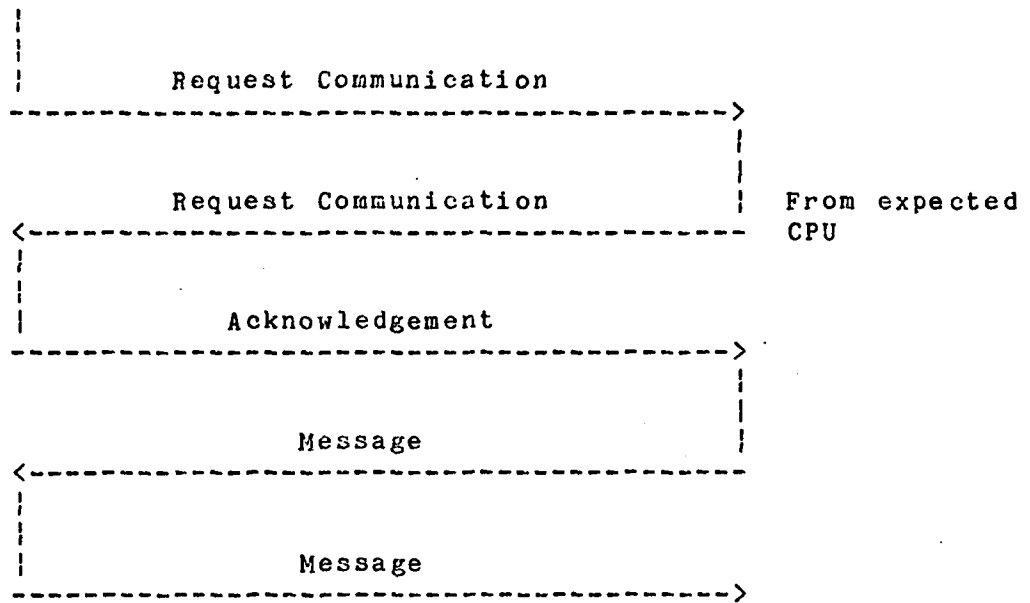 Request Communication
Request Communication
From expected
CPU
Acknowledgement
Message
Message